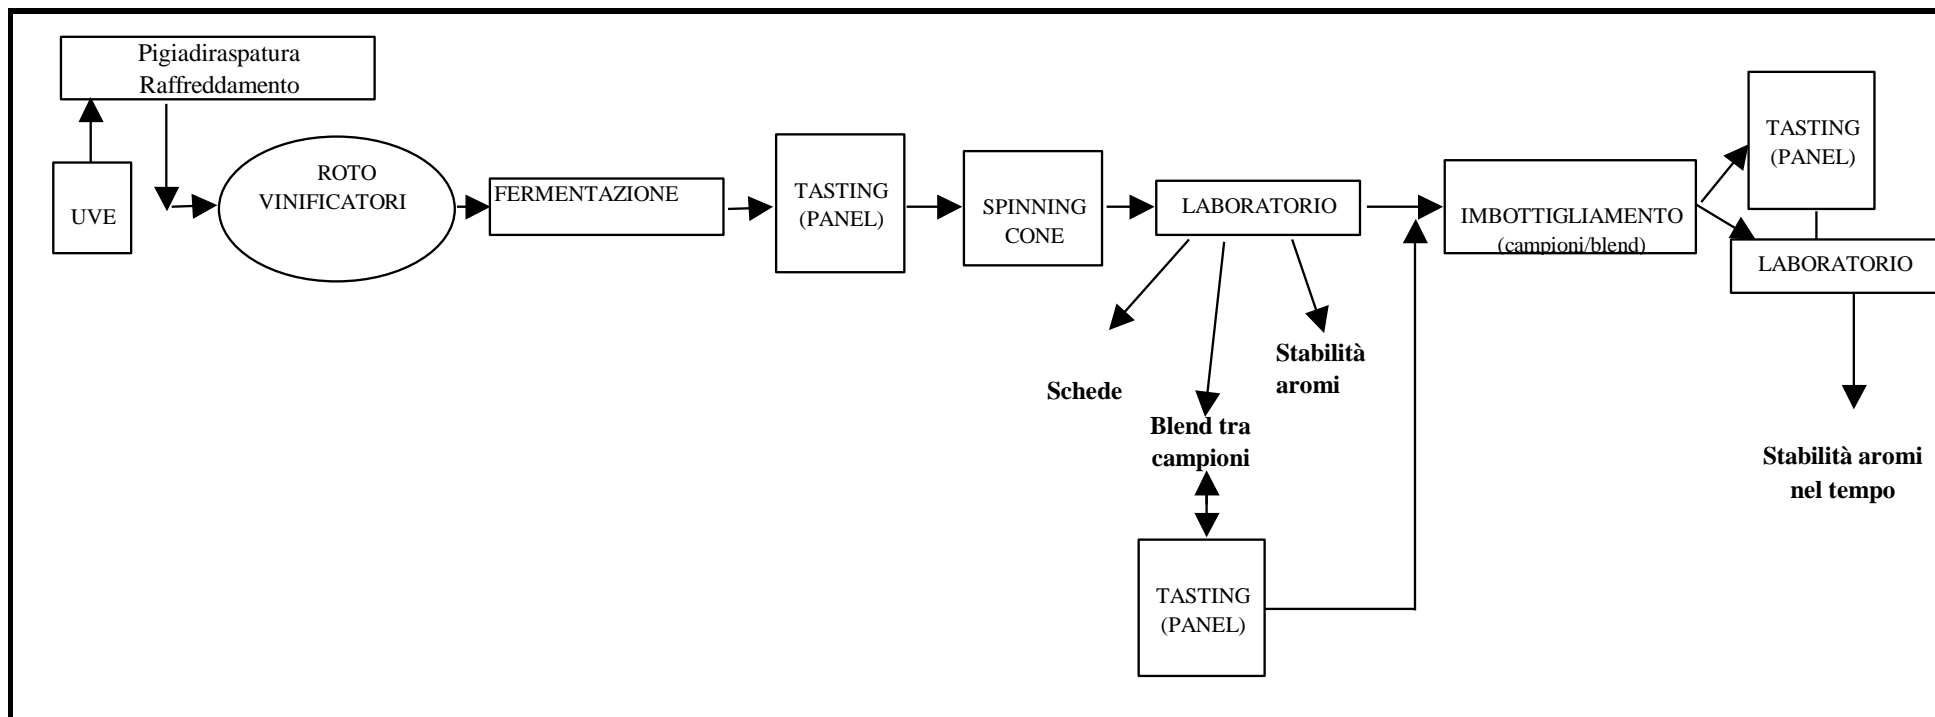 Pigiadiraspatura
Raffreddamento
UVE
ROTO
VINIFICATORI
FERMENTAZIONE
TASTING
(PANEL)
SPINNING
CONE
LABORATORIO
Schede
Blend tra
campioni
Stabilità
aromi
TASTING
(PANEL)
IMBOTTIGLIAMENTO
(campioni/blend)
TASTING
(PANEL)
LABORATORIO
Stabilità aromi
nel tempo